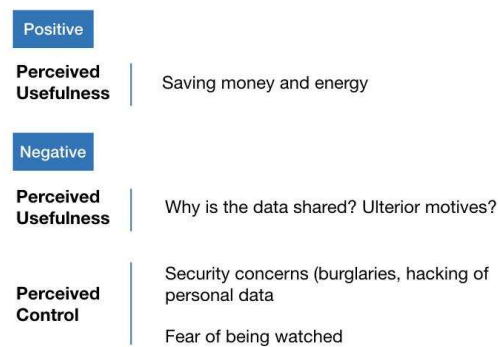 Positive
Perceived
Usefulness
Saving money and energy
Negative
Perceived
Usefulness
Why is the data shared? Ulterior motives?
Perceived
Control
Security concerns (burglaries, hacking of
personal data
Fear of being watched